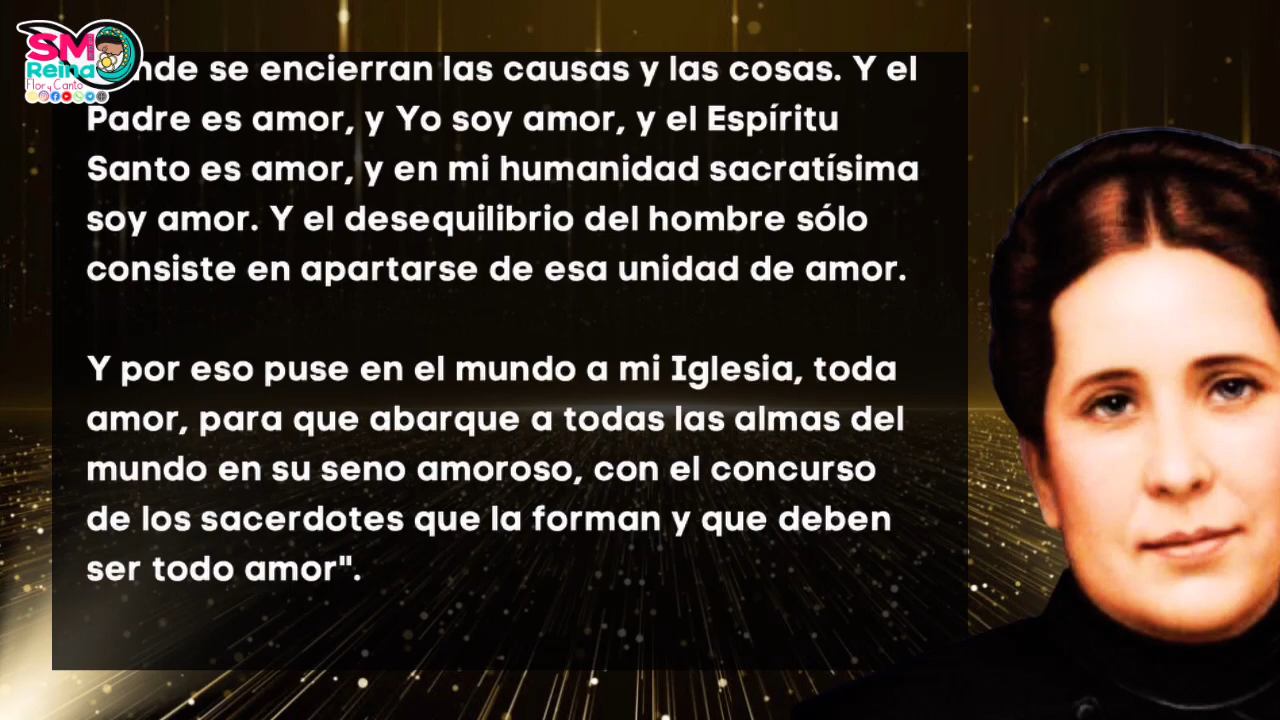 SM
Reina
Flor y Canto
nde se encierran las causas y las cosas. Y el
Padre es amor, y Yo soy amor, y el Espíritu
Santo es amor, y en mi humanidad sacratísima
soy amor. Y el desequilibrio del hombre sólo
consiste en apartarse de esa unidad de amor.
Y por eso puse en el mundo a mi Iglesia, toda
amor, para que abarque a todas las almas del
mundo en su seno amoroso, con el concurso
de los sacerdotes que la forman y que deben
ser todo amor".